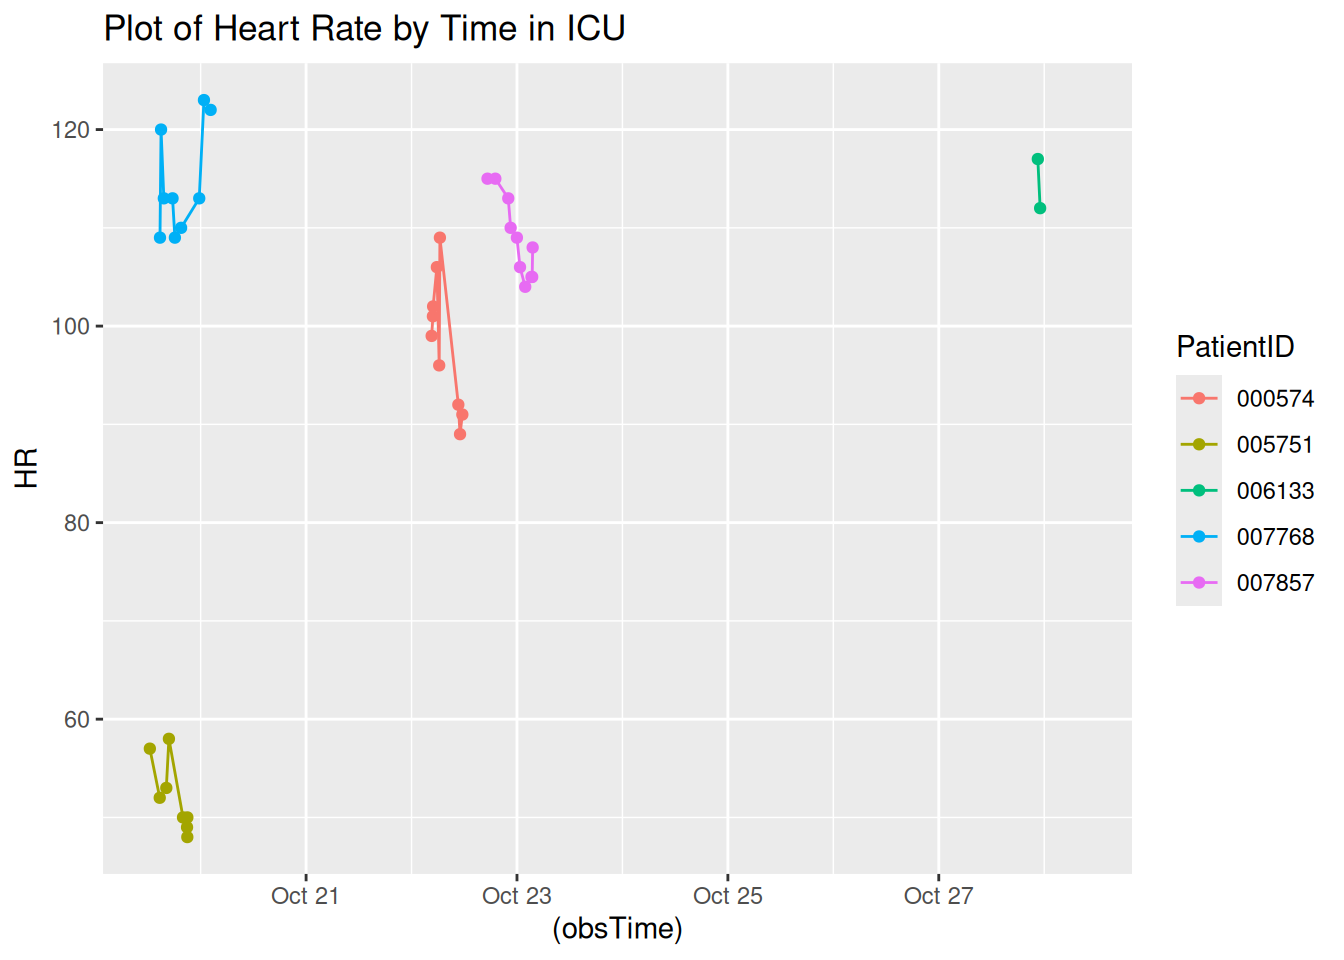 Plot of Heart Rate by Time in ICU
120
100
80
60
HR
Oct 21
Oct 23
Oct 25
Oct 27
(obsTime)
PatientID
000574
005751
006133
007768
007857